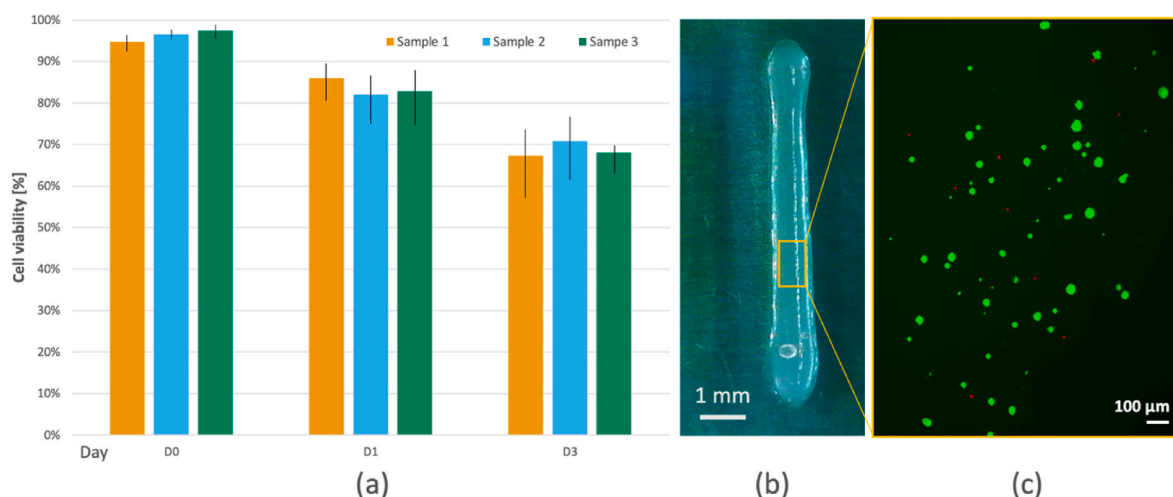 Cell viability [%]
100%
90%
80%
70%
60%
50%
40%
30%
20%
10%
0%
Sample 1 Sample 2 Sampe 3
Day D0 D1 D3
1 mm
100 µm
(a) (b) (c)